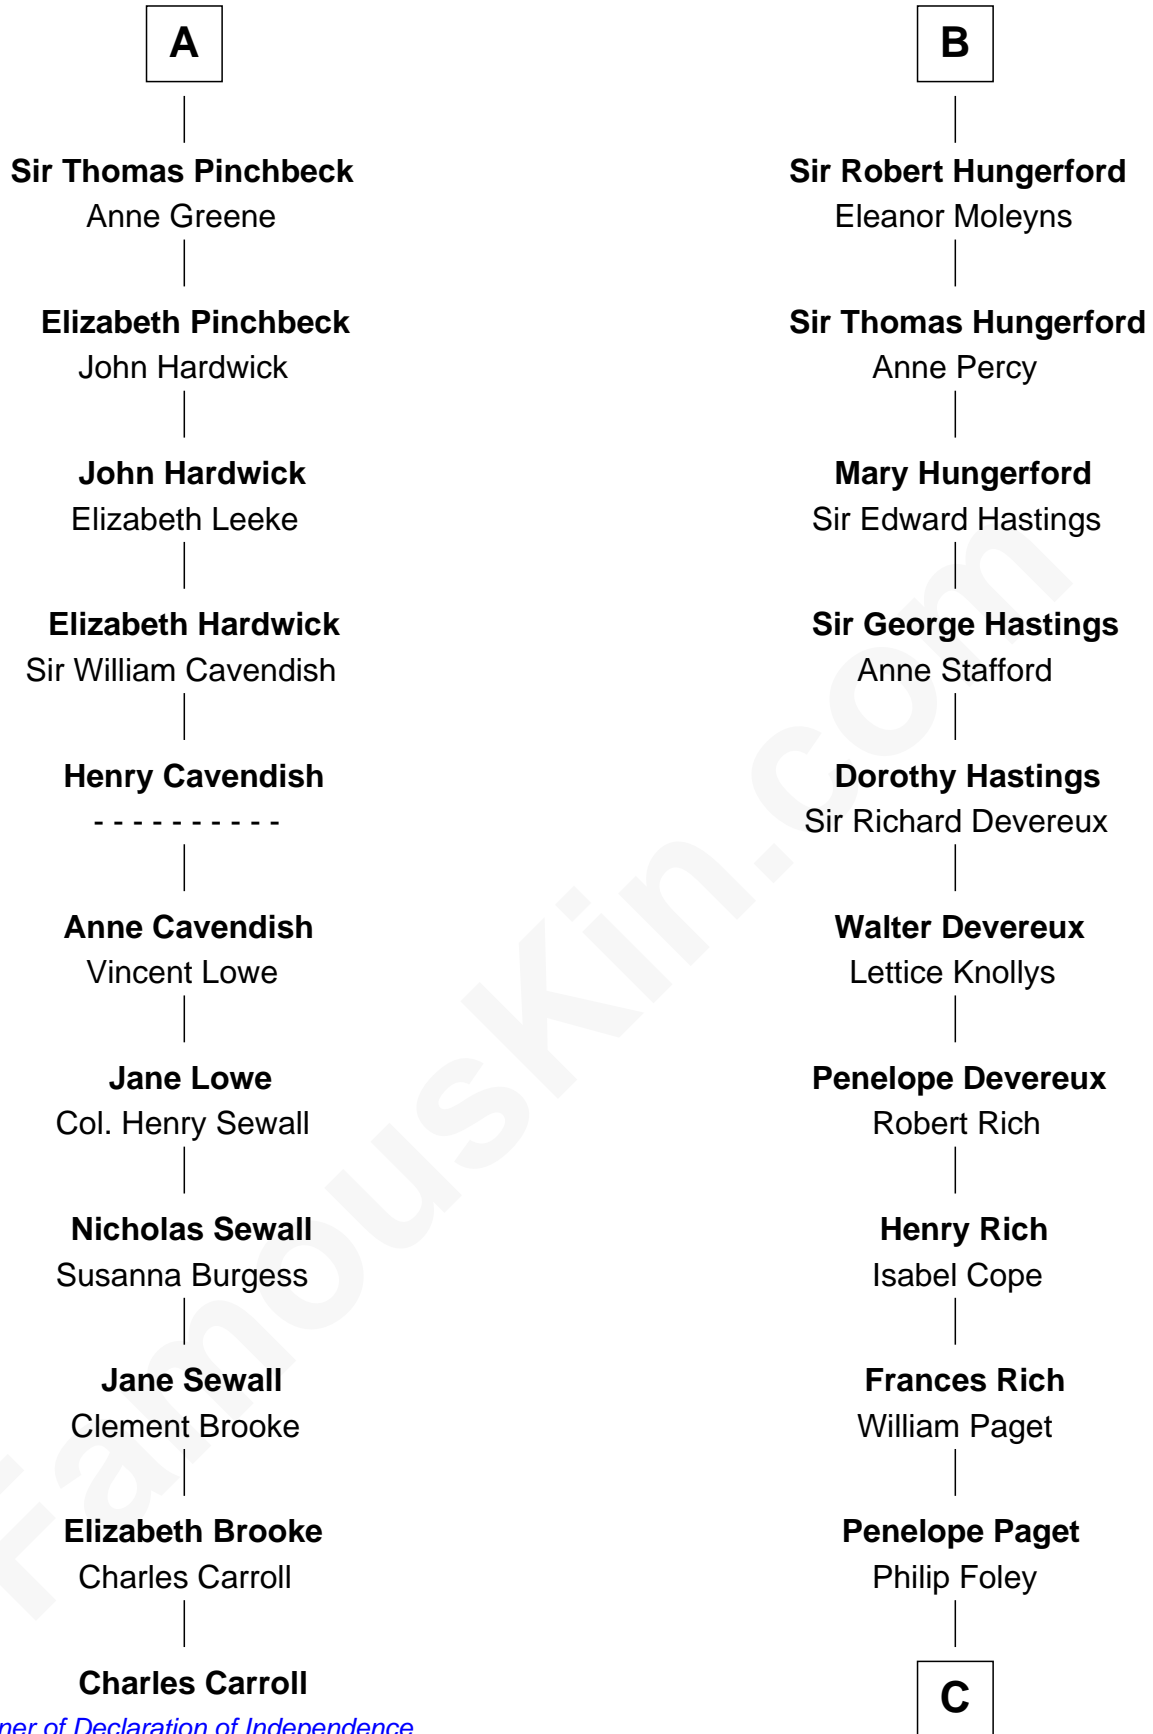 A
Sir Thomas Pinchbeck
Anne Greene
Elizabeth Pinchbeck
John Hardwick
John Hardwick
Elizabeth Leeke
Elizabeth Hardwick
Sir William Cavendish
Henry Cavendish
- - - - - - - - - -
Anne Cavendish
Vincent Lowe
Jane Lowe
Col. Henry Sewall
Nicholas Sewall
Susanna Burgess
Jane Sewall
Clement Brooke
Elizabeth Brooke
Charles Carroll
Charles Carroll
of Declaration of Independence
B
Sir Robert Hungerford
Eleanor Moleyns
Sir Thomas Hungerford
Anne Percy
Mary Hungerford
Sir Edward Hastings
Sir George Hastings
Anne Stafford
Dorothy Hastings
Sir Richard Devereux
Walter Devereux
Lettice Knollys
Penelope Devereux
Robert Rich
Henry Rich
Isabel Cope
Frances Rich
William Paget
Penelope Paget
Philip Foley
C
FamousKin.com